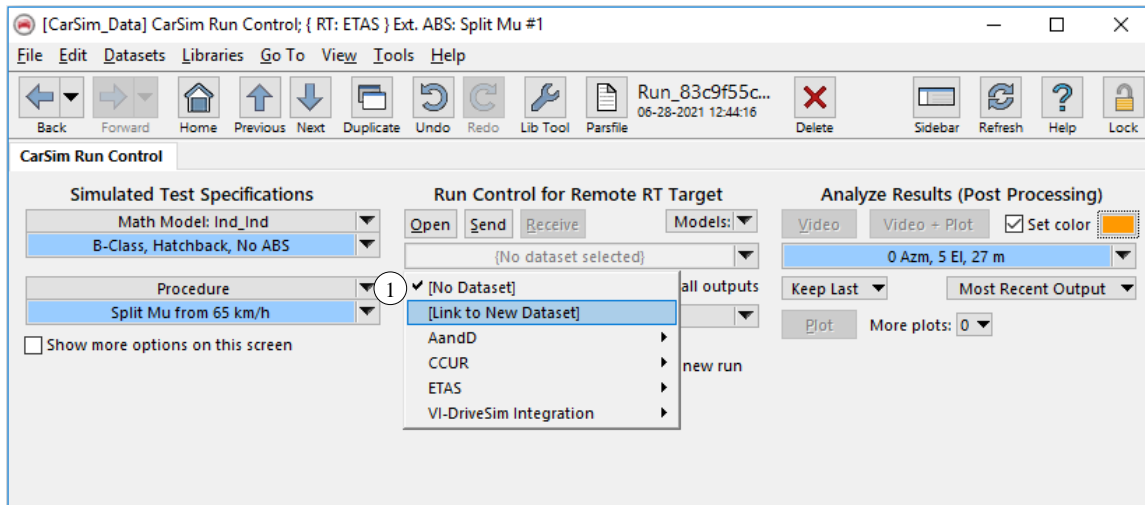 [CarSim_Data] CarSim Run Control; { RT: ETAS } Ext. ABS: Split Mu #1
File Edit Datasets Libraries Go To View Tools Help
Run_83c9f55c...
06-28-2021 12:44:16
Back Forward Home Previous Next Duplicate Undo Redo Lib Tool Parsfile Delete Sidebar Refresh Help Lock
CarSim Run Control
Simulated Test Specifications
Math Model: Ind_Ind
B-Class, Hatchback, No ABS
Procedure
Split Mu from 65 km/h
Show more options on this screen
Run Control for Remote RT Target
Open Send Receive Models:
{No dataset selected}
1 [No Dataset] all outputs
[Link to New Dataset]
AandD
CCUR new run
ETAS
VI-DriveSim Integration
Analyze Results (Post Processing)
Video Video + Plot Set color
0 Azm, 5 El, 27 m
Keep Last Most Recent Output
Plot More plots: 0